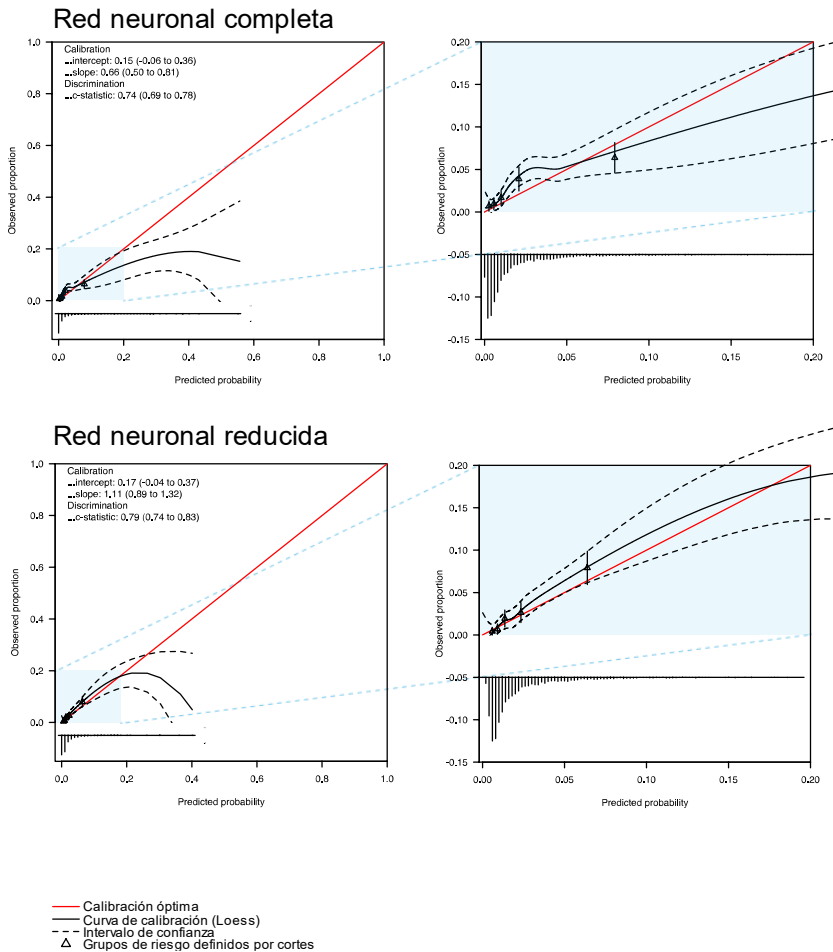 Red neuronal completa
Calibration
...intercept: 0.15 (-0.06 to 0.36)
...slope: 0.66 (0.50 to 0.81)
Discrimination
...c-statistic: 0.74 (0.69 to 0.78)
Observed proportion
1.0
0.8
0.6
0.4
0.2
0.0
0.0 0.2 0.4 0.6 0.8 1.0
Predicted probability
Observed proportion
0.20
0.15
0.10
0.05
0.00
-0.05
-0.10
-0.15
0.00 0.05 0.10 0.15 0.20
Predicted probability
Red neuronal reducida
Calibration
...intercept: 0.17 (-0.04 to 0.37)
...slope: 1.11 (0.89 to 1.32)
Discrimination
...c-statistic: 0.79 (0.74 to 0.83)
Observed proportion
1.0
0.8
0.6
0.4
0.2
0.0
0.0 0.2 0.4 0.6 0.8 1.0
Predicted probability
Observed proportion
0.20
0.15
0.10
0.05
0.00
-0.05
-0.10
-0.15
0.00 0.05 0.10 0.15 0.20
Predicted probability
Calibración óptima
Curva de calibración (Loess)
Intervalo de confianza
Grupos de riesgo definidos por cortes